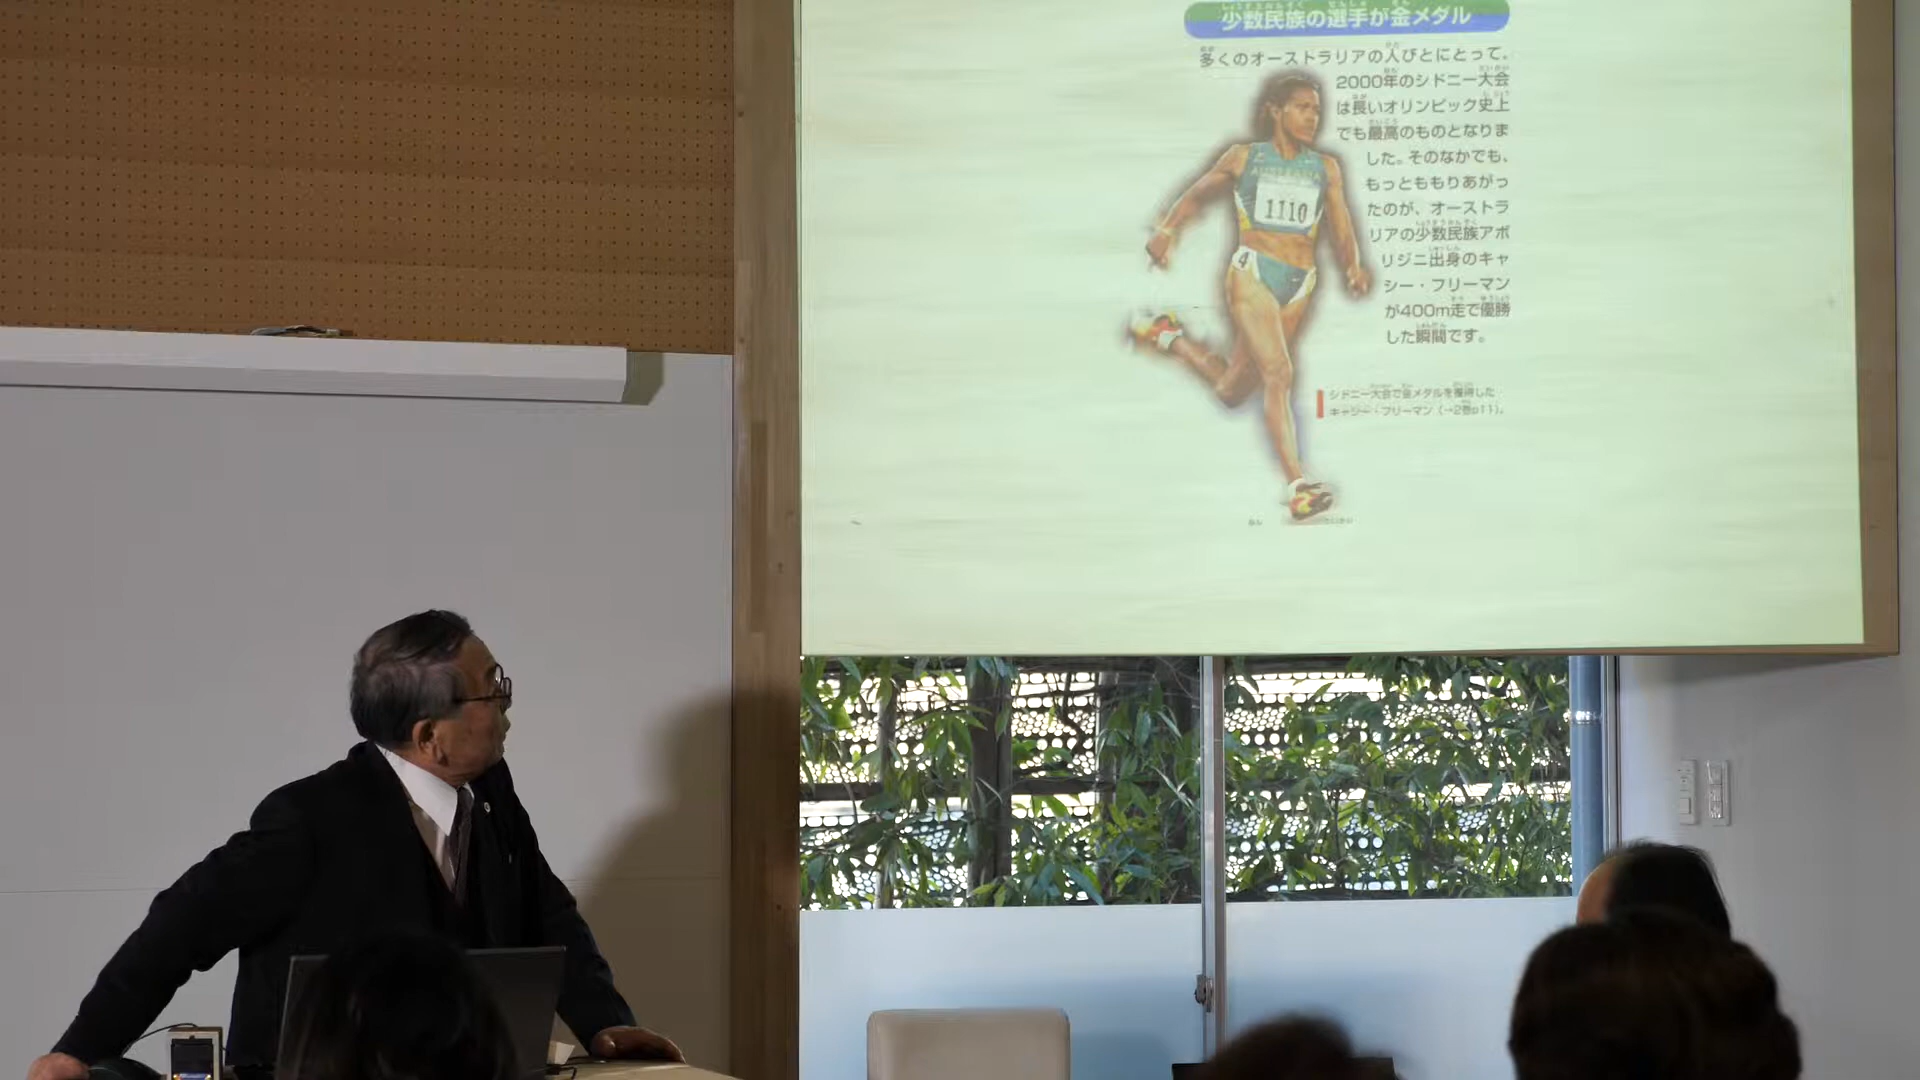 少数民族の選手が金メダル
多くのオーストラリアの人びとにとって、
2000年のシドニー大会
は長いオリンピック史上
でも最高のものとなりま
した。そのなかでも、
もっとももりあがっ
たのが、オーストラ
リアの少数民族アボ
リジニ出身のキャ
シー・フリーマン
が400m走で優勝
した瞬間です。
AUSTRALIA
1110
4
シドニー大会で金メダルを獲得した
キャシー・フリーマン(→2巻p11)。